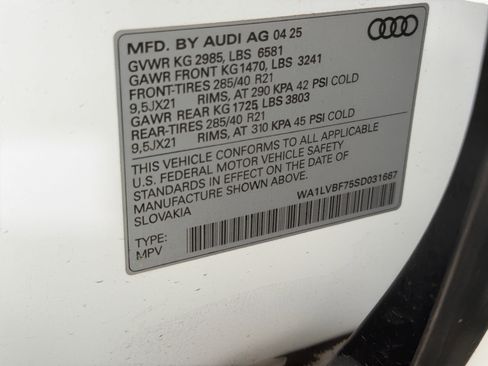 MFD. BY AUDI AG 04 25
GVWR KG 2985, LBS 6581
GAWR FRONT KG1470, LBS 3241
FRONT-TIRES 285/40 R21
9,5JX21 RIMS, AT 290 KPA 42 PSI COLD
GAWR REAR KG1725, LBS 3803
REAR-TIRES 285/40 R21
9,5JX21 RIMS, AT 310 KPA 45 PSI COLD
THIS VEHICLE CONFORMS TO ALL APPLICABLE
U.S. FEDERAL MOTOR VEHICLE SAFETY
STANDARDS IN EFFECT ON THE DATE OF
MANUFACTURE SHOWN ABOVE.
SLOVAKIA
WA1LVBF75SD031687
TYPE:
MPV